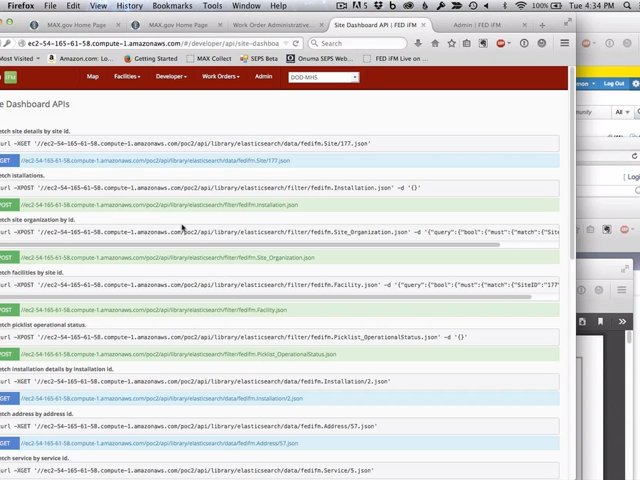 Firefox File Edit View History Bookmarks Tools Window Help 100% Tue 4:34 PM
MAX.gov Home Page MAX.gov Home Page Work Order Administrative... Site Dashboard API | FED iFM Admin | FED iFM
ec2-54-165-61-58.compute-1.amazonaws.com/#/developer/api/site-dashboa Search
Most Visited Amazon.com: Lo... Getting Started MAX Collect SEPS Beta Onuma SEPS Beta FED iFM Live on...
iFM Map Facilities Developer Work Orders Admin DOD-MHS
Log Out
munity All
[Logi
te Dashboard APIs
etch site details by site id.
url -XGET '//ec2-54-165-61-58.compute-1.amazonaws.com/poc2/api/library/elasticsearch/data/fedifm.Site/177.json'
GET //ec2-54-165-61-58.compute-1.amazonaws.com/poc2/api/library/elasticsearch/data/fedifm.Site/177.json
etch istallations.
url -XPOST '//ec2-54-165-61-58.compute-1.amazonaws.com/poc2/api/library/elasticsearch/filter/fedifm.Installation.json' -d '{}'
POST //ec2-54-165-61-58.compute-1.amazonaws.com/poc2/api/library/elasticsearch/filter/fedifm.Installation.json
etch site organization by id.
url -XPOST '//ec2-54-165-61-58.compute-1.amazonaws.com/poc2/api/library/elasticsearch/filter/fedifm.Site_Organization.json' -d '{"query":{"bool":{"must":{"match":{"Site
POST //ec2-54-165-61-58.compute-1.amazonaws.com/poc2/api/library/elasticsearch/filter/fedifm.Site_Organization.json
etch facilities by site id.
url -XPOST '//ec2-54-165-61-58.compute-1.amazonaws.com/poc2/api/library/elasticsearch/filter/fedifm.Facility.json' -d '{"query":{"bool":{"must":{"match":{"SiteID":"177"
POST //ec2-54-165-61-58.compute-1.amazonaws.com/poc2/api/library/elasticsearch/filter/fedifm.Facility.json
etch picklist operational status.
url -XPOST '//ec2-54-165-61-58.compute-1.amazonaws.com/poc2/api/library/elasticsearch/filter/fedifm.Picklist_OperationalStatus.json' -d '{}'
POST //ec2-54-165-61-58.compute-1.amazonaws.com/poc2/api/library/elasticsearch/filter/fedifm.Picklist_OperationalStatus.json
etch installation details by installation id.
url -XGET '//ec2-54-165-61-58.compute-1.amazonaws.com/poc2/api/library/elasticsearch/data/fedifm.Installation/2.json'
GET //ec2-54-165-61-58.compute-1.amazonaws.com/poc2/api/library/elasticsearch/data/fedifm.Installation/2.json
etch address by address id.
url -XGET '//ec2-54-165-61-58.compute-1.amazonaws.com/poc2/api/library/elasticsearch/data/fedifm.Address/57.json'
GET //ec2-54-165-61-58.compute-1.amazonaws.com/poc2/api/library/elasticsearch/data/fedifm.Address/57.json
etch service by service id.
url -XGET '//ec2-54-165-61-58.compute-1.amazonaws.com/poc2/api/library/elasticsearch/data/fedifm.Service/5.json'